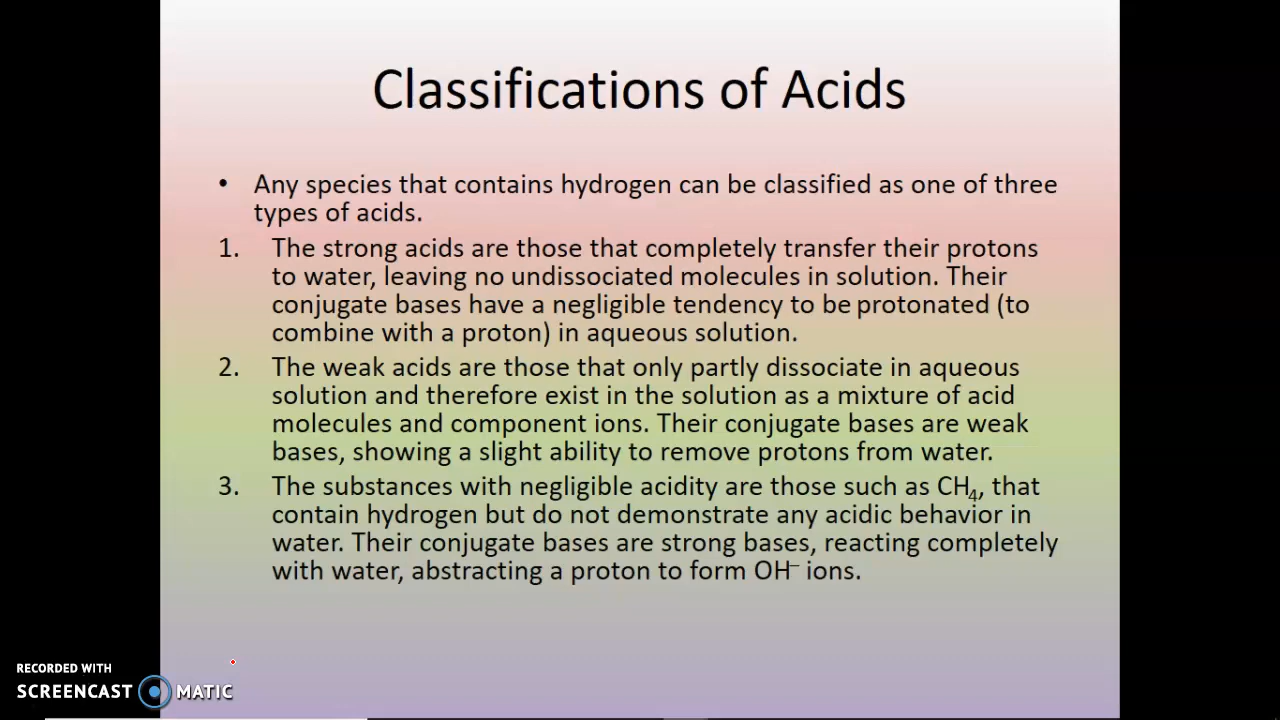 Classifications of Acids
• Any species that contains hydrogen can be classified as one of three
types of acids.
1. The strong acids are those that completely transfer their protons
to water, leaving no undissociated molecules in solution. Their
conjugate bases have a negligible tendency to be protonated (to
combine with a proton) in aqueous solution.
2. The weak acids are those that only partly dissociate in aqueous
solution and therefore exist in the solution as a mixture of acid
molecules and component ions. Their conjugate bases are weak
bases, showing a slight ability to remove protons from water.
3. The substances with negligible acidity are those such as CH₄, that
contain hydrogen but do not demonstrate any acidic behavior in
water. Their conjugate bases are strong bases, reacting completely
with water, abstracting a proton to form OH⁻ ions.
RECORDED WITH
SCREENCAST MATIC